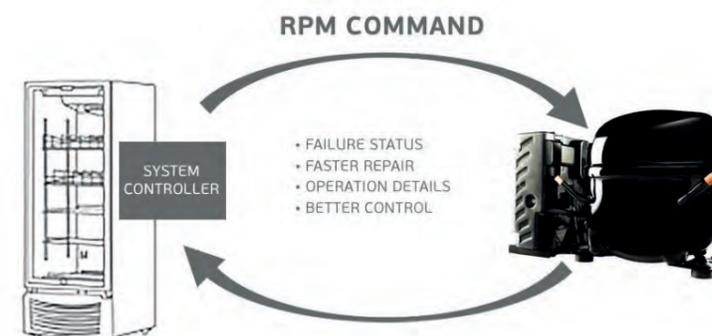 RPM COMMAND
SYSTEM
CONTROLLER
• FAILURE STATUS
• FASTER REPAIR
• OPERATION DETAILS
• BETTER CONTROL